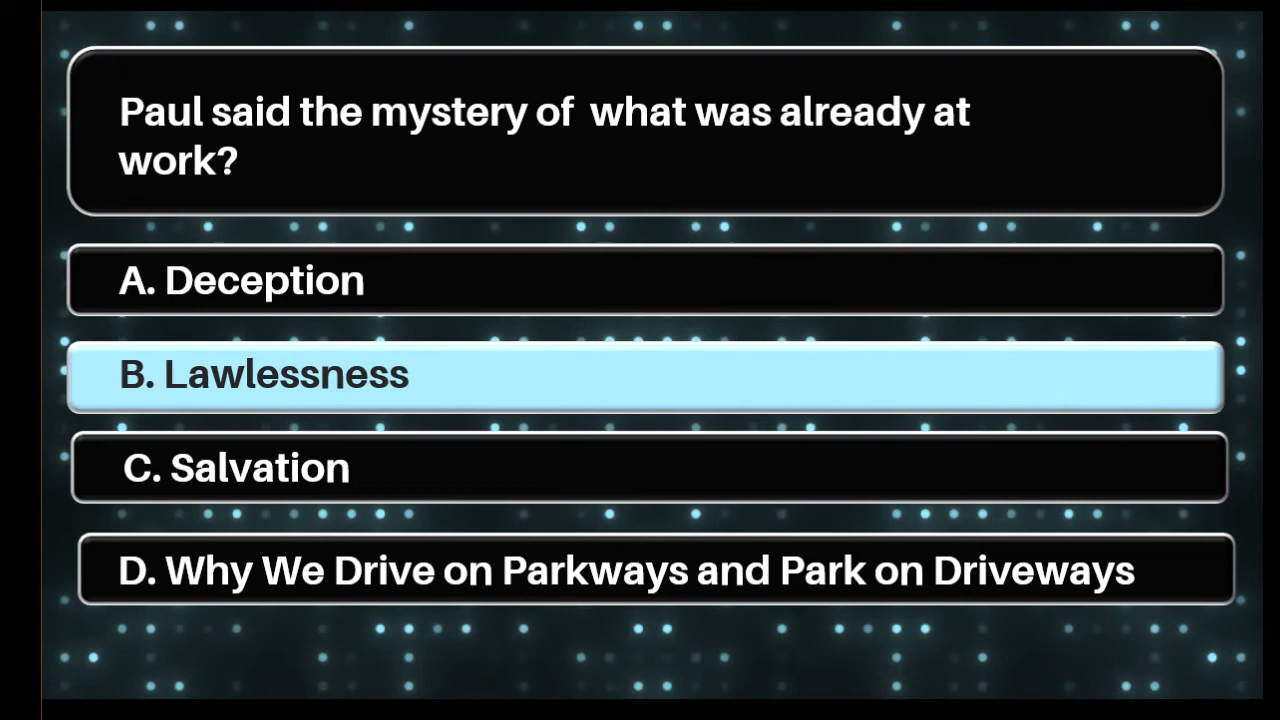 Paul said the mystery of  what was already at
work?
A. Deception
B. Lawlessness
C. Salvation
D. Why We Drive on Parkways and Park on Driveways